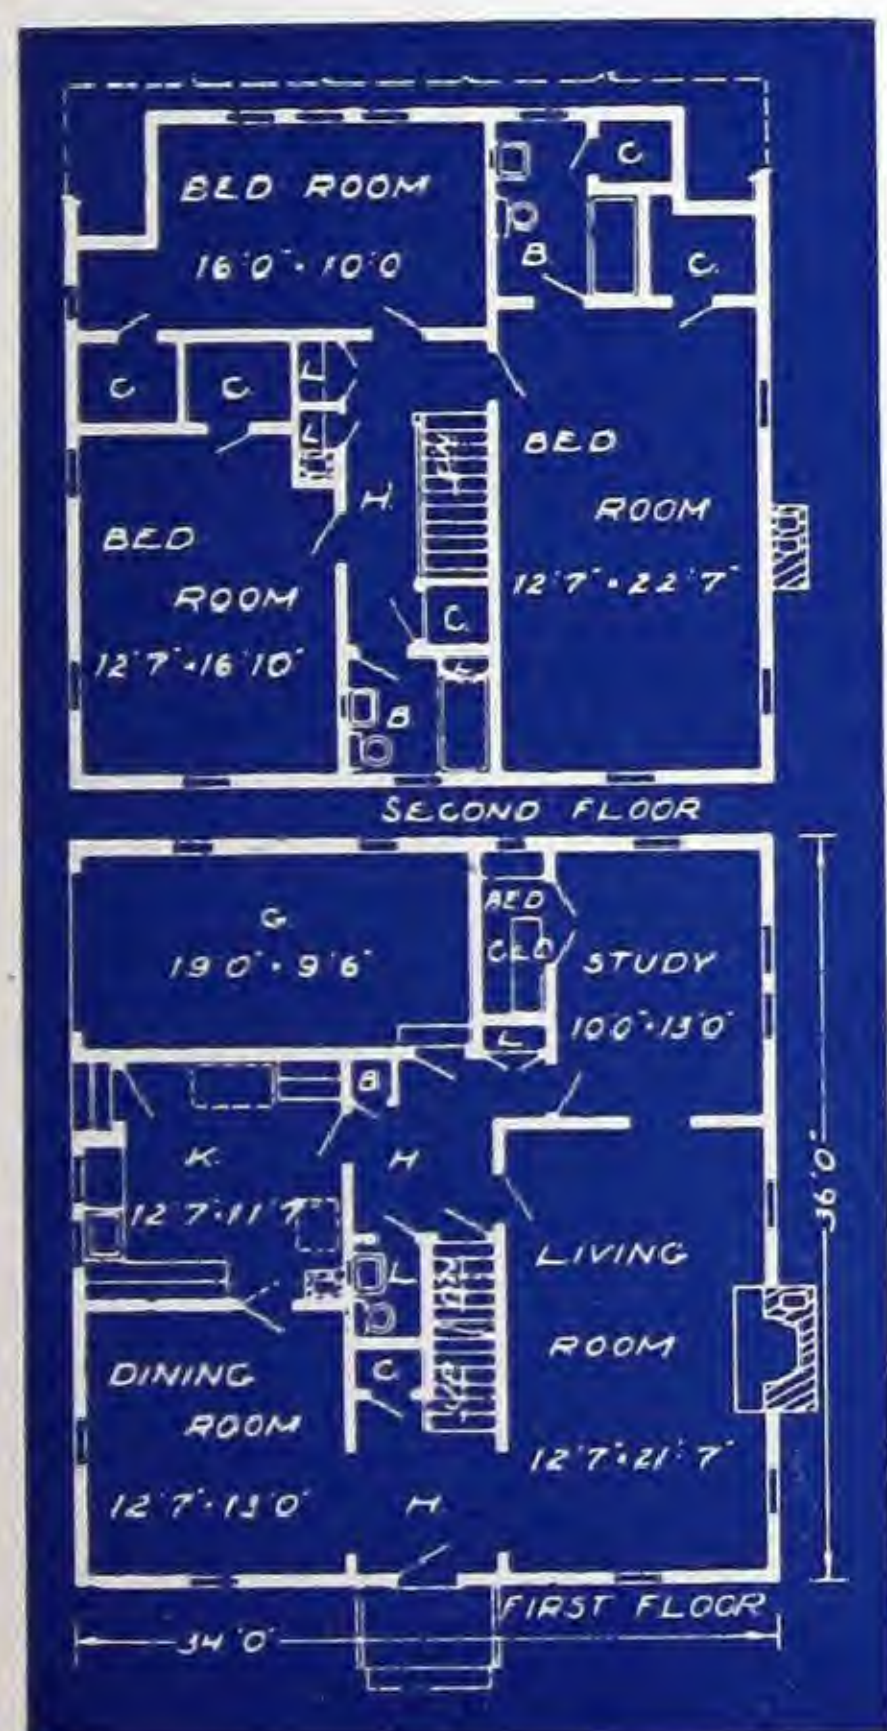 BED ROOM
16'0" · 10'0
C.
B.
C.
C
C.
L
L
BED
ROOM
12'7" · 22'7"
H.
DN
BED
ROOM
12'7" · 16'10"
C.
L
B
SECOND FLOOR
G
19'0" · 9'6"
BED
CLO
STUDY
10'0" · 13'0"
L
B
K.
12'7 · 11'7"
H
36'0"
LIVING
ROOM
12'7" · 21'7"
L
DN
C
DINING
ROOM
12'7" · 13'0"
H.
FIRST FLOOR
34'0"